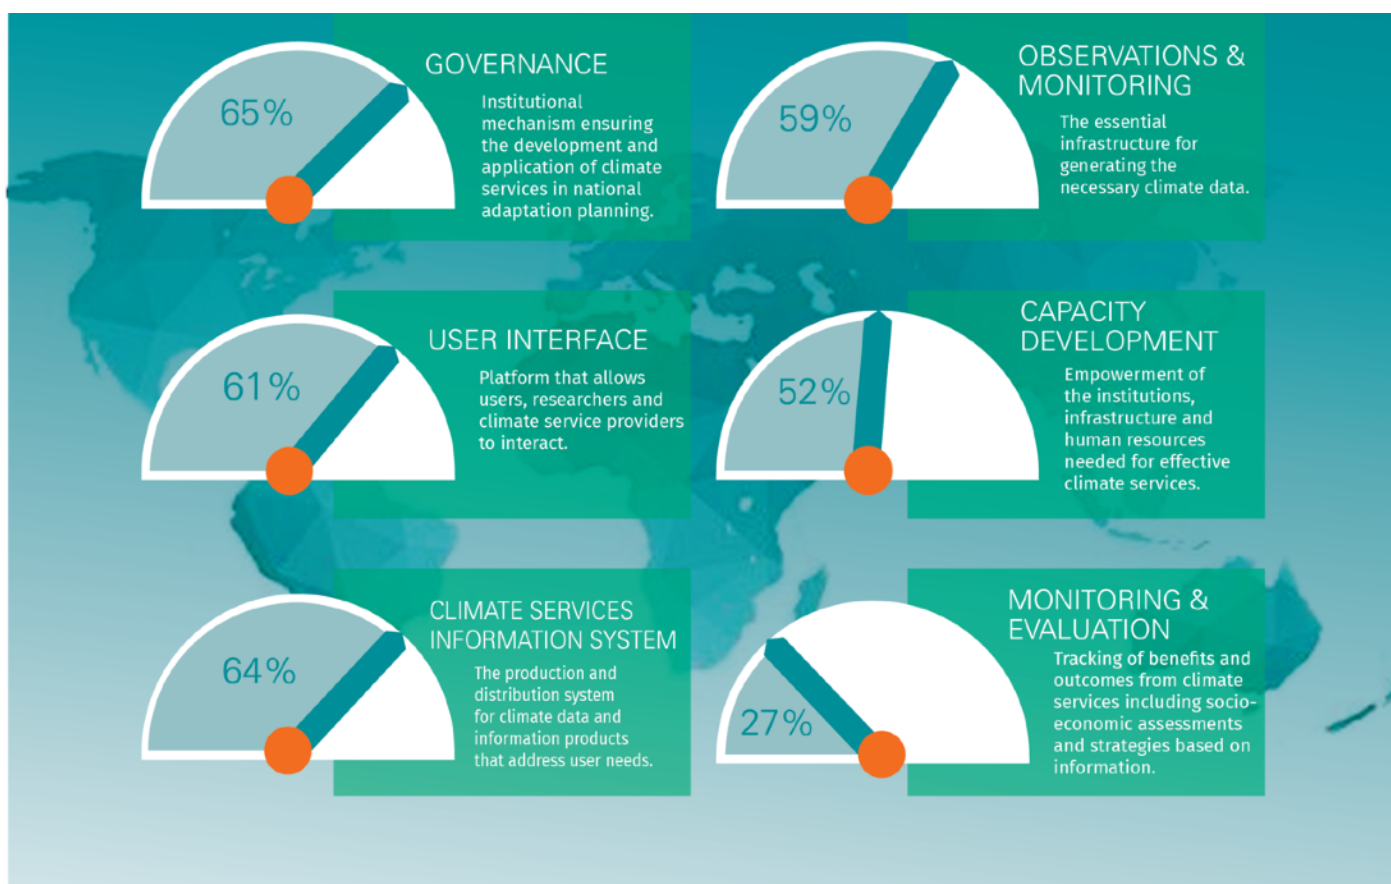 65%
GOVERNANCE
Institutional
mechanism ensuring
the development and
application of climate
services in national
adaptation planning.
59%
OBSERVATIONS &
MONITORING
The essential
infrastructure for
generating the
necessary climate data.
61%
USER INTERFACE
Platform that allows
users, researchers and
climate service providers
to interact.
52%
CAPACITY
DEVELOPMENT
Empowerment of
the institutions,
infrastructure and
human resources
needed for effective
climate services.
64%
CLIMATE SERVICES
INFORMATION SYSTEM
The production and
distribution system
for climate data and
information products
that address user needs.
27%
MONITORING &
EVALUATION
Tracking of benefits and
outcomes from climate
services including socio-
economic assessments
and strategies based on
information.